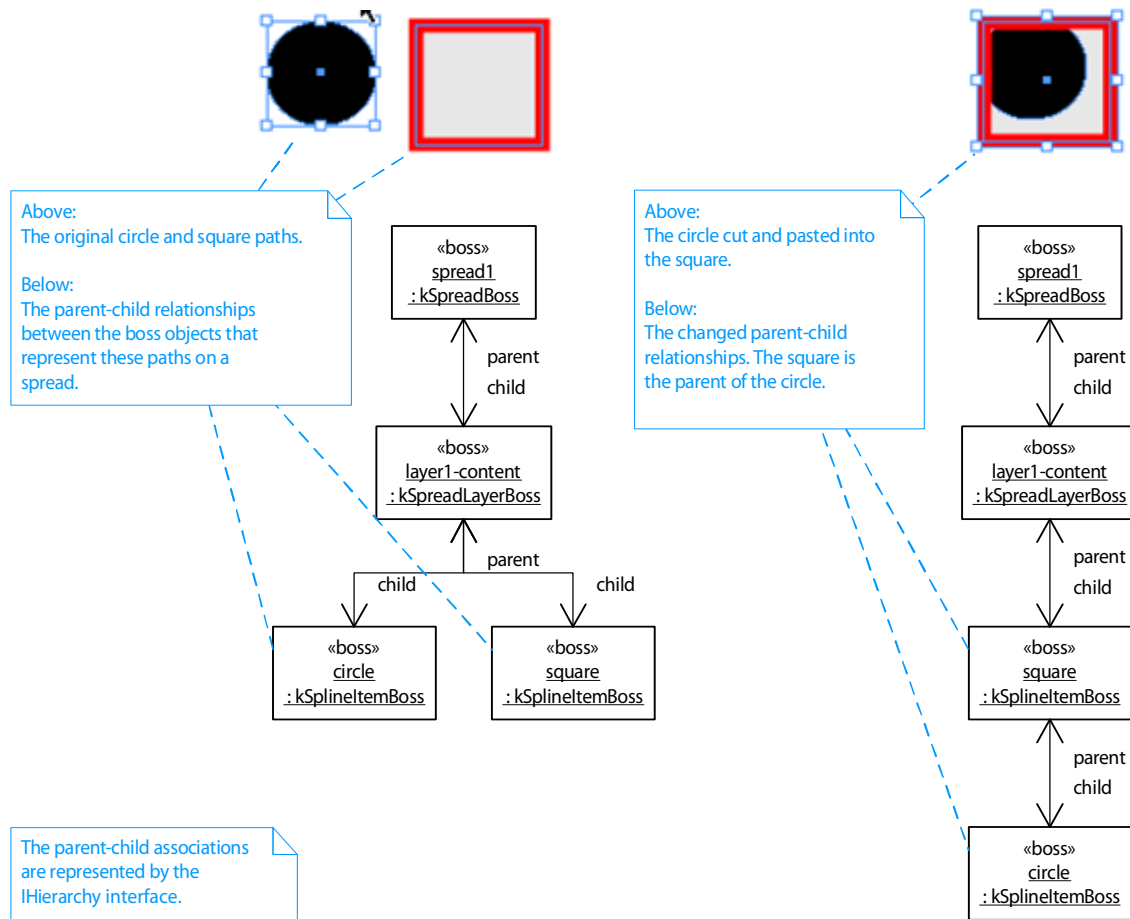 Above:
The original circle and square paths.
Below:
The parent-child relationships
between the boss objects that
represent these paths on a
spread.
«boss»
spread1
: kSpreadBoss
parent
child
«boss»
layer1-content
: kSpreadLayerBoss
parent
child
child
«boss»
circle
: kSplineItemBoss
«boss»
square
: kSplineItemBoss
The parent-child associations
are represented by the
IHierarchy interface.
Above:
The circle cut and pasted into
the square.
Below:
The changed parent-child
relationships. The square is
the parent of the circle.
«boss»
spread1
: kSpreadBoss
parent
child
«boss»
layer1-content
: kSpreadLayerBoss
parent
child
«boss»
square
: kSplineItemBoss
parent
child
«boss»
circle
: kSplineItemBoss